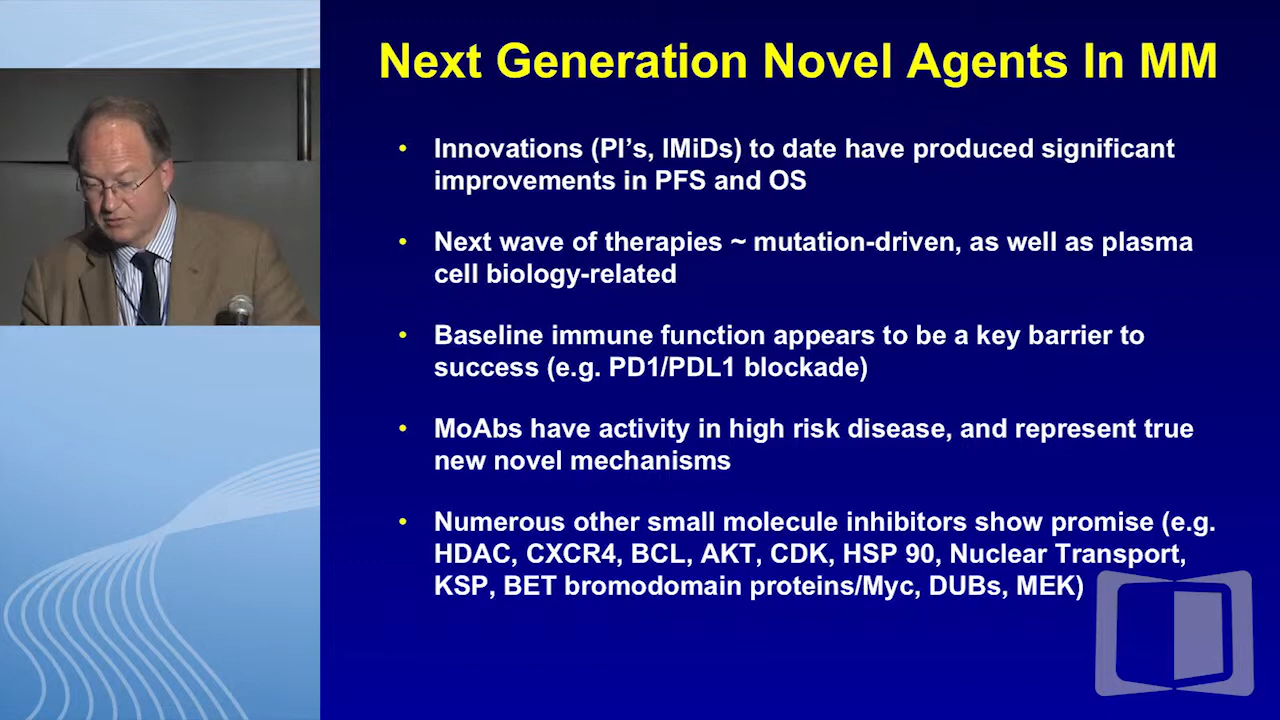 Next Generation Novel Agents In MM
• Innovations (PI's, IMiDs) to date have produced significant
improvements in PFS and OS
• Next wave of therapies ~ mutation-driven, as well as plasma
cell biology-related
• Baseline immune function appears to be a key barrier to
success (e.g. PD1/PDL1 blockade)
• MoAbs have activity in high risk disease, and represent true
new novel mechanisms
• Numerous other small molecule inhibitors show promise (e.g.
HDAC, CXCR4, BCL, AKT, CDK, HSP 90, Nuclear Transport,
KSP, BET bromodomain proteins/Myc, DUBs, MEK)